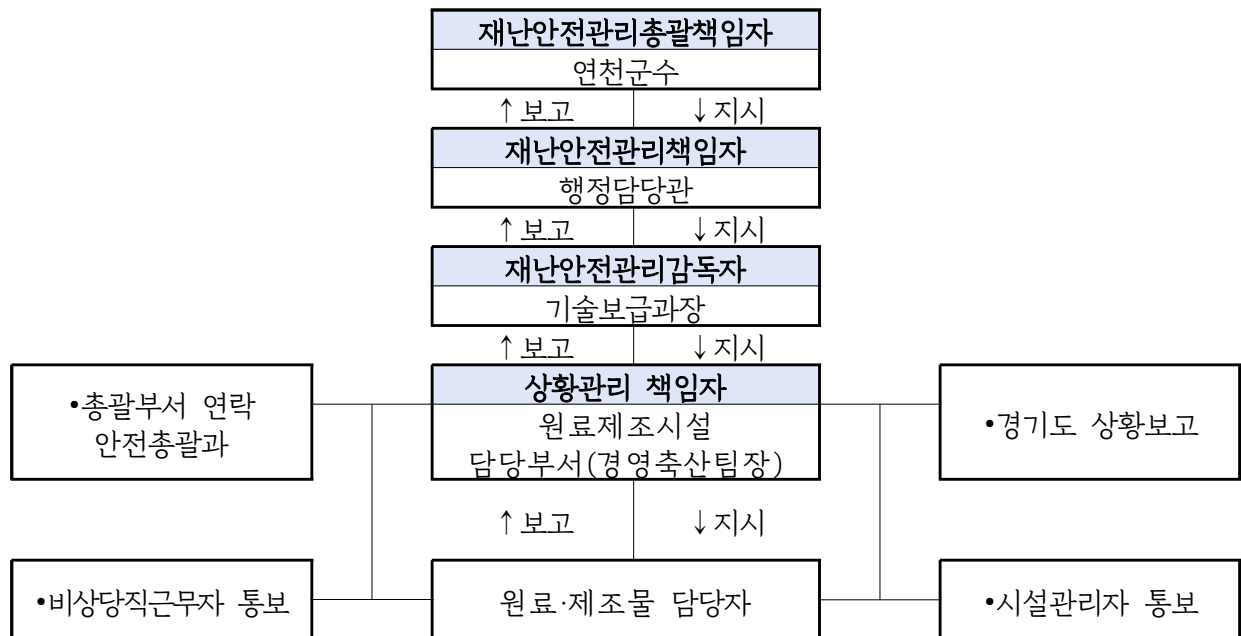 재난안전관리총괄책임자
연천군수
↑보고 ↓지시
재난안전관리책임자
행정담당관
↑보고 ↓지시
재난안전관리감독자
기술보급과장
↑보고 ↓지시
•총괄부서 연락
안전총괄과
상황관리 책임자
원료제조시설
담당부서(경영축산팀장)
•경기도 상황보고
↑보고 ↓지시
•비상당직근무자 통보
원료·제조물 담당자
•시설관리자 통보